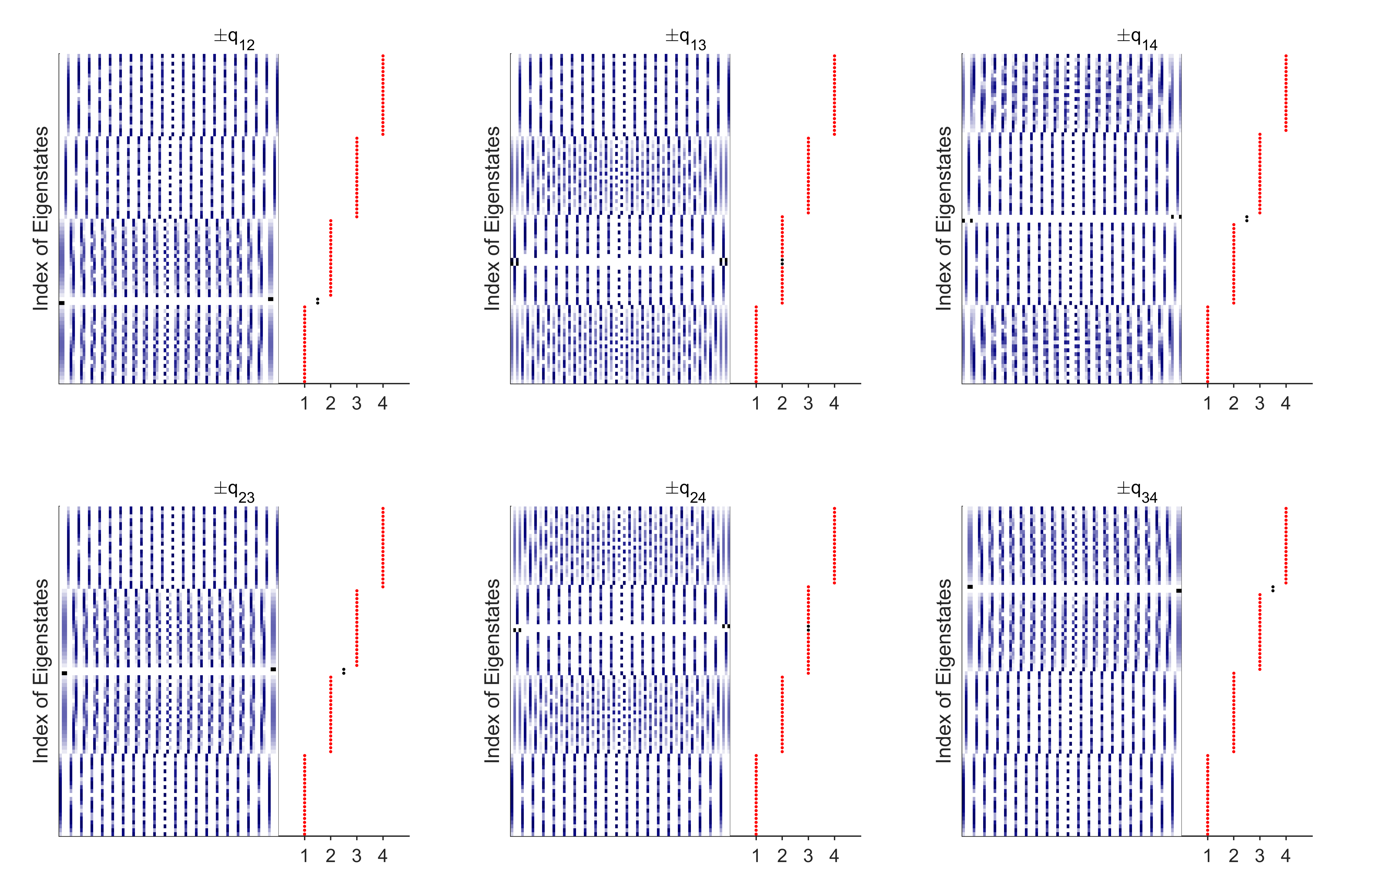 ±q12
Index of Eigenstates
1 2 3 4
±q13
Index of Eigenstates
1 2 3 4
±q14
Index of Eigenstates
1 2 3 4
±q23
Index of Eigenstates
1 2 3 4
±q24
Index of Eigenstates
1 2 3 4
±q34
Index of Eigenstates
1 2 3 4